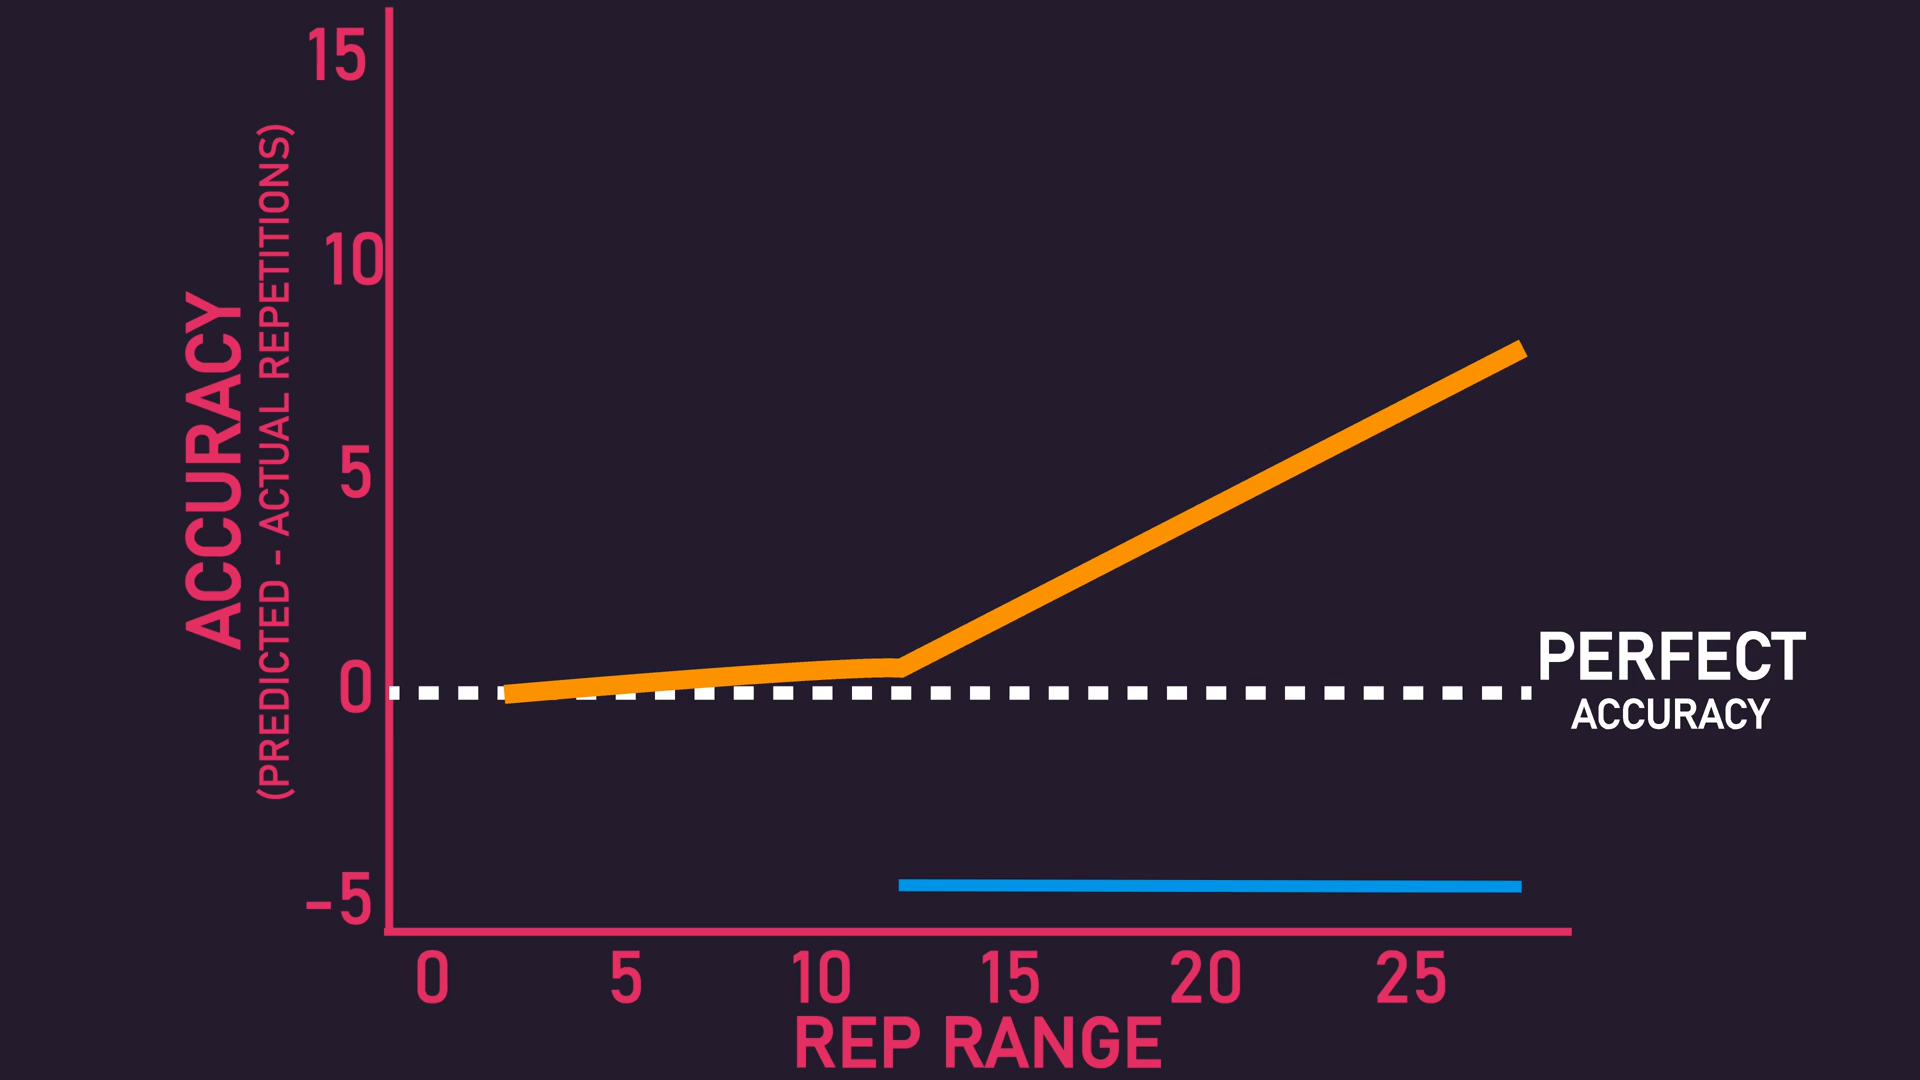 15
10
5
0
-5
ACCURACY
(PREDICTED - ACTUAL REPETITIONS)
PERFECT
ACCURACY
0 5 10 15 20 25
REP RANGE